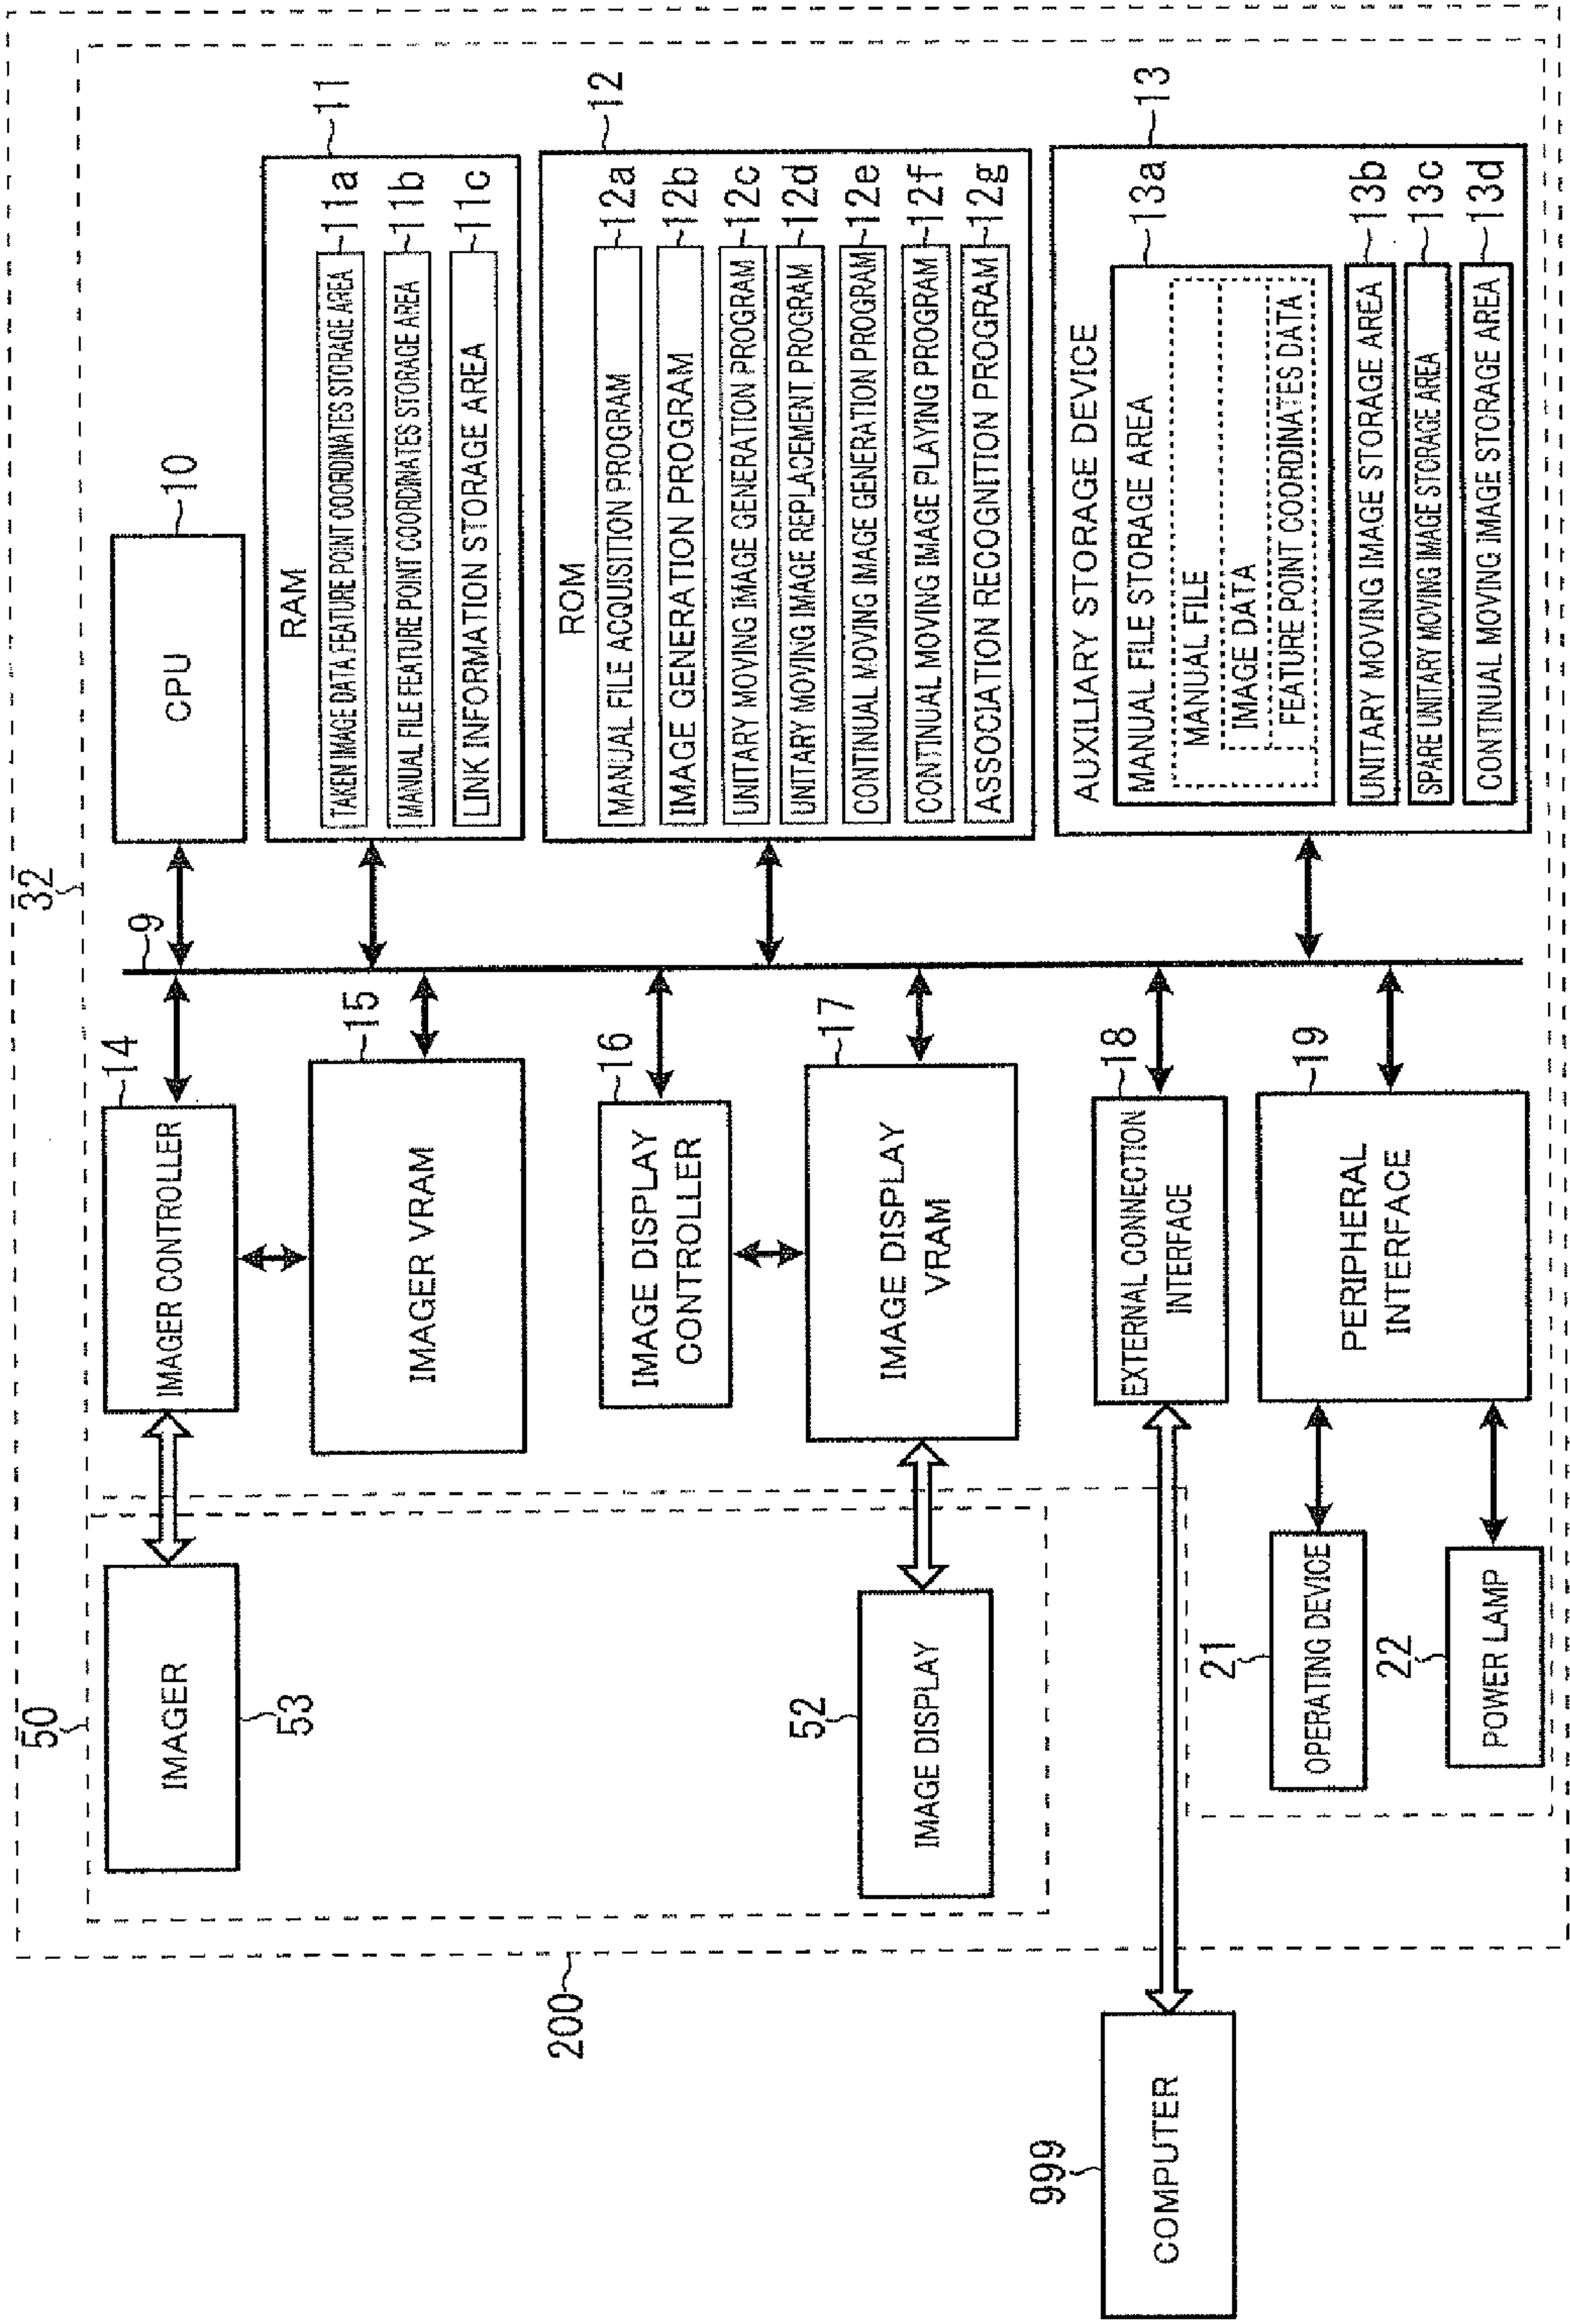 200
50
32
9
IMAGER
53
IMAGER CONTROLLER
14
IMAGER VRAM
15
IMAGE DISPLAY
CONTROLLER
16
IMAGE DISPLAY
VRAM
17
IMAGE DISPLAY
52
EXTERNAL CONNECTION
INTERFACE
18
PERIPHERAL
INTERFACE
19
OPERATING DEVICE
21
POWER LAMP
22
COMPUTER
999
CPU
10
RAM
11
TAKEN IMAGE DATA FEATURE POINT COORDINATES STORAGE AREA
11a
MANUAL FILE FEATURE POINT COORDINATES STORAGE AREA
11b
LINK INFORMATION STORAGE AREA
11c
ROM
12
MANUAL FILE ACQUISITION PROGRAM
12a
IMAGE GENERATION PROGRAM
12b
UNITARY MOVING IMAGE GENERATION PROGRAM
12c
UNITARY MOVING IMAGE REPLACEMENT PROGRAM
12d
CONTINUAL MOVING IMAGE GENERATION PROGRAM
12e
CONTINUAL MOVING IMAGE PLAYING PROGRAM
12f
ASSOCIATION RECOGNITION PROGRAM
12g
AUXILIARY STORAGE DEVICE
13
MANUAL FILE STORAGE AREA
13a
MANUAL FILE
IMAGE DATA
FEATURE POINT COORDINATES DATA
UNITARY MOVING IMAGE STORAGE AREA
13b
SPARE UNITARY MOVING IMAGE STORAGE AREA
13c
CONTINUAL MOVING IMAGE STORAGE AREA
13d